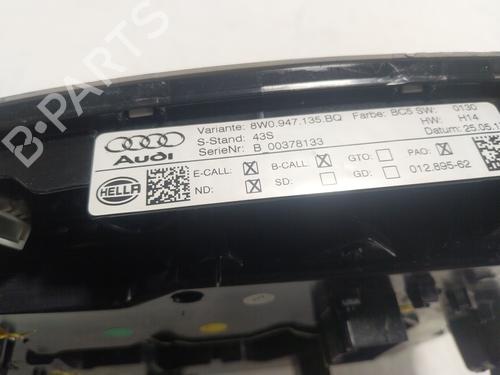 Variante: 8W0.947.135.BQ Farbe: BC5 SW: 0130
S-Stand: 43S HW: H14
SerieNr: B 00378133 Datum: 25.05.1
Audi
E-CALL: B-CALL: GTO: PAO:
ND: SD: GD: 012.895-62
HELLA